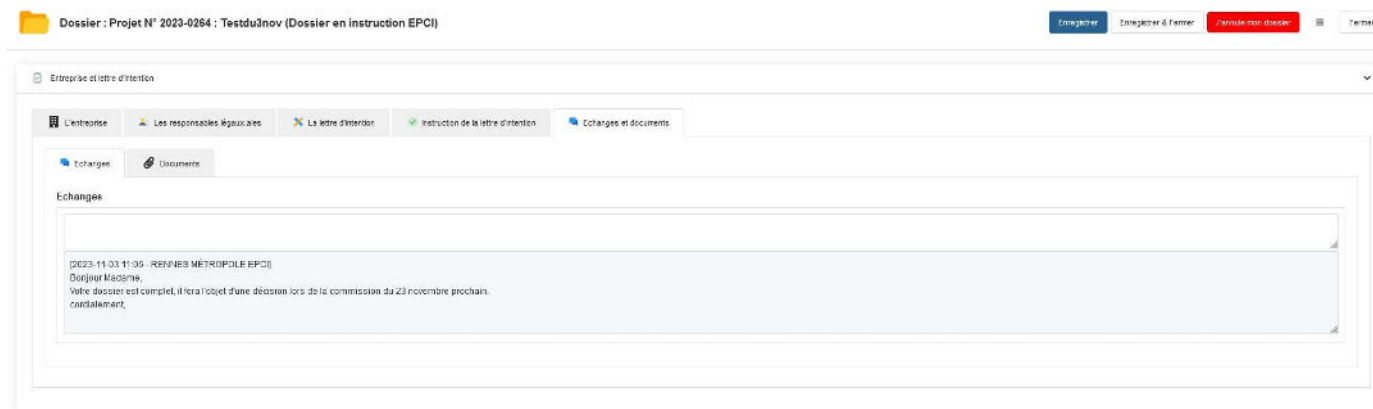 Dossier : Projet N° 2023-0264 : Testdu3nov (Dossier en instruction EPCI)
Enregistrer
Enregistrer & Fermer
J'annule mon dossier
Fermer
Entreprise et lettre d'intention
L'entreprise
Les responsables légaux.ales
La lettre d'intention
Instruction de la lettre d'intention
Echanges et documents
Echanges
Documents
Echanges
[2023-11-03 11:05 - RENNES MÉTROPOLE EPCI]
Bonjour Madame,
Votre dossier est complet, il fera l'objet d'une décision lors de la commission du 23 novembre prochain.
cordialement,